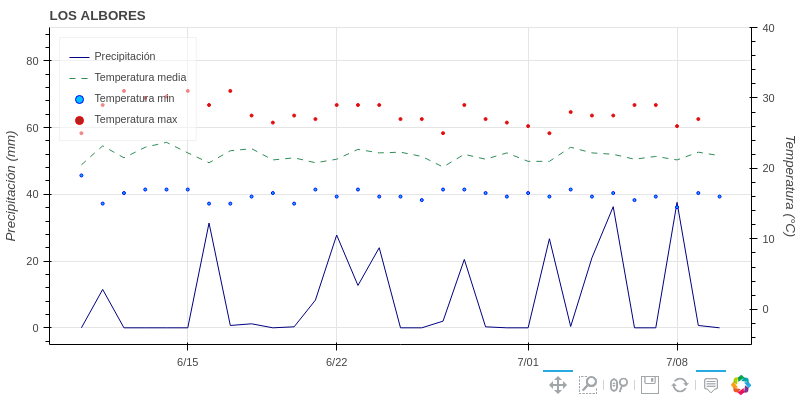 LOS ALBORES
Precipitación
Temperatura media
Temperatura min
Temperatura max
Precipitación (mm)
80
60
40
20
0
Temperatura (°C)
40
30
20
10
0
6/15
6/22
7/01
7/08